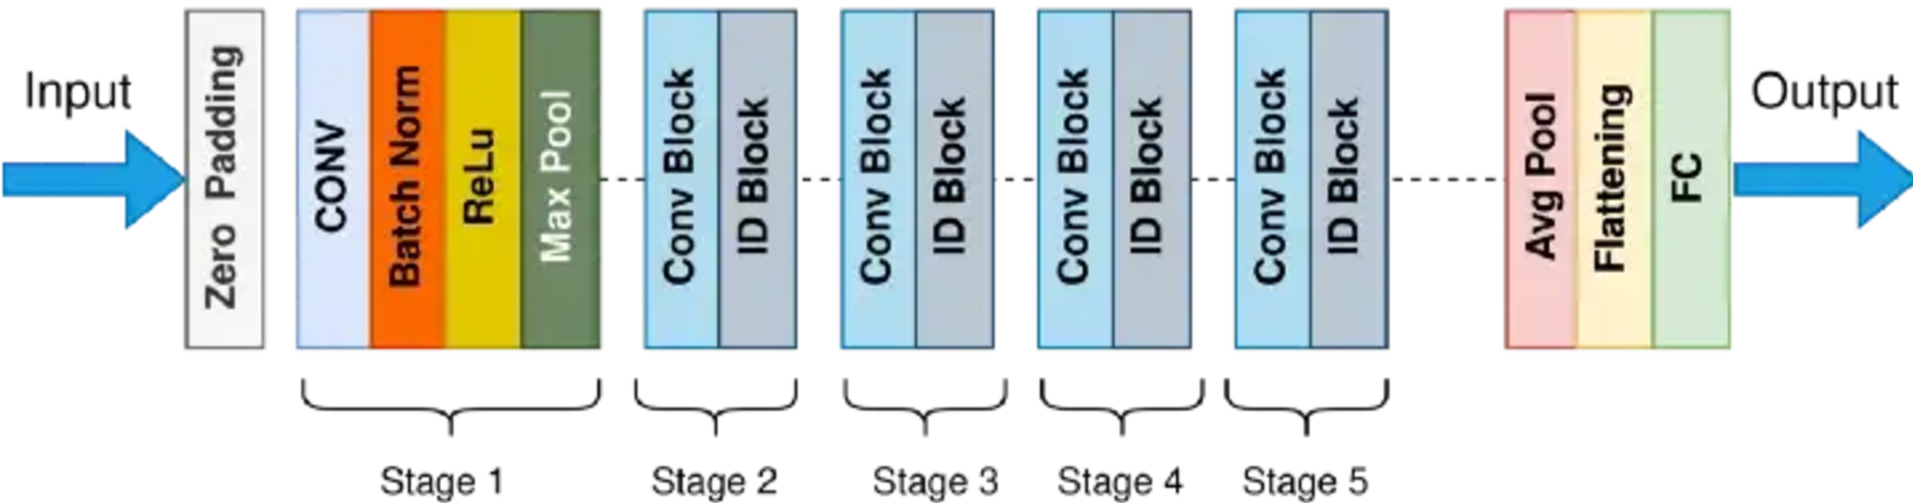 Input
Zero Padding
CONV
Batch Norm
ReLu
Max Pool
Conv Block
ID Block
Conv Block
ID Block
Conv Block
ID Block
Conv Block
ID Block
Avg Pool
Flattening
FC
Output
Stage 1
Stage 2
Stage 3
Stage 4
Stage 5